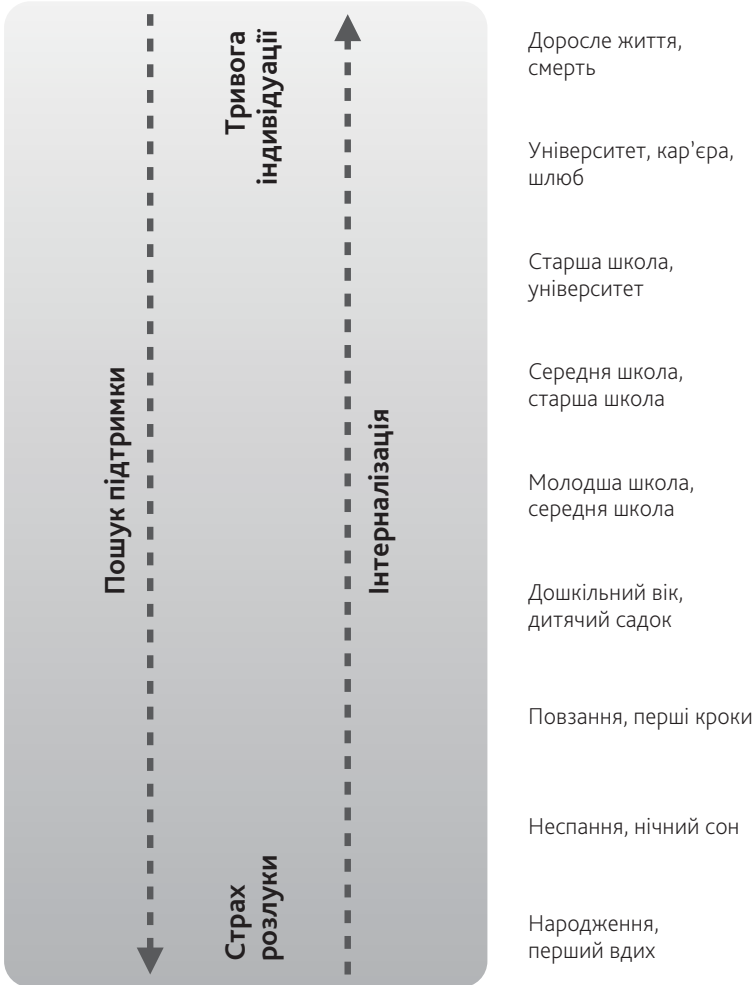 Тривога
індивідуації
Пошук підтримки
Інтерналізація
Страх
розлуки
Доросле життя,
смерть
Університет, кар’єра,
шлюб
Старша школа,
університет
Середня школа,
старша школа
Молодша школа,
середня школа
Дошкільний вік,
дитячий садок
Повзання, перші кроки
Неспання, нічний сон
Народження,
перший вдих